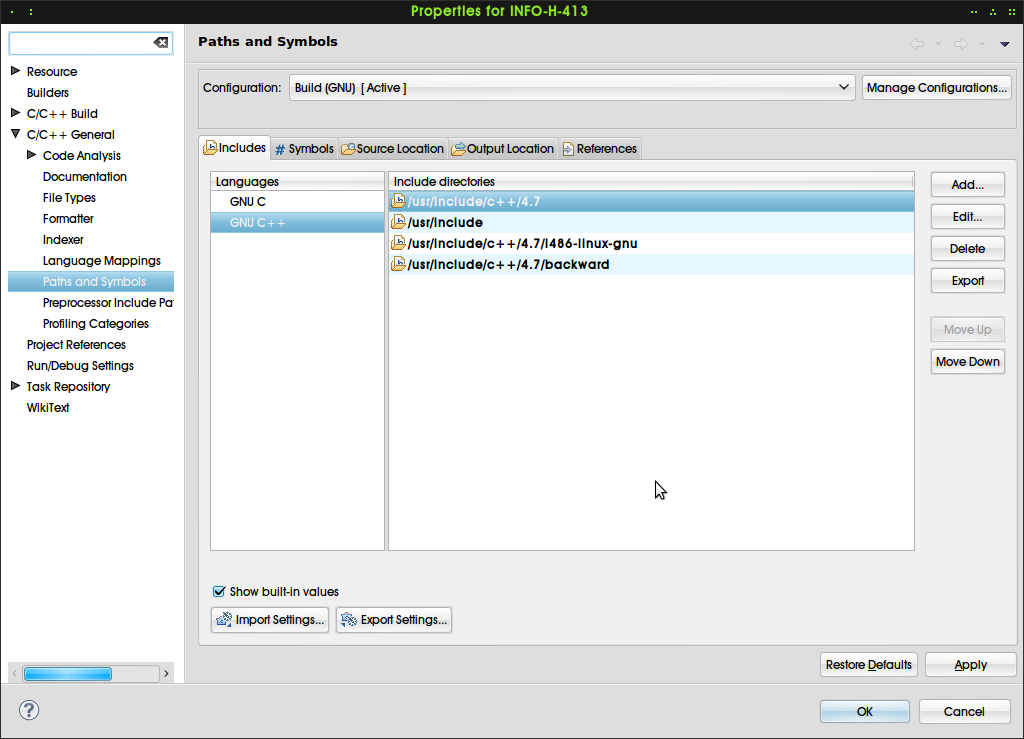 Properties for INFO-H-413
Paths and Symbols
Resource
Builders
C/C++ Build
C/C++ General
Code Analysis
Documentation
File Types
Formatter
Indexer
Language Mappings
Paths and Symbols
Preprocessor Include Pa
Profiling Categories
Project References
Run/Debug Settings
Task Repository
WikiText
Configuration:
Build (GNU) [ Active ]
Manage Configurations...
Includes
# Symbols
Source Location
Output Location
References
Languages
GNU C
GNU C++
Include directories
/usr/include/c++/4.7
/usr/include
/usr/include/c++/4.7/i486-linux-gnu
/usr/include/c++/4.7/backward
Add...
Edit...
Delete
Export
Move Up
Move Down
Show built-in values
Import Settings...
Export Settings...
Restore Defaults
Apply
?
OK
Cancel